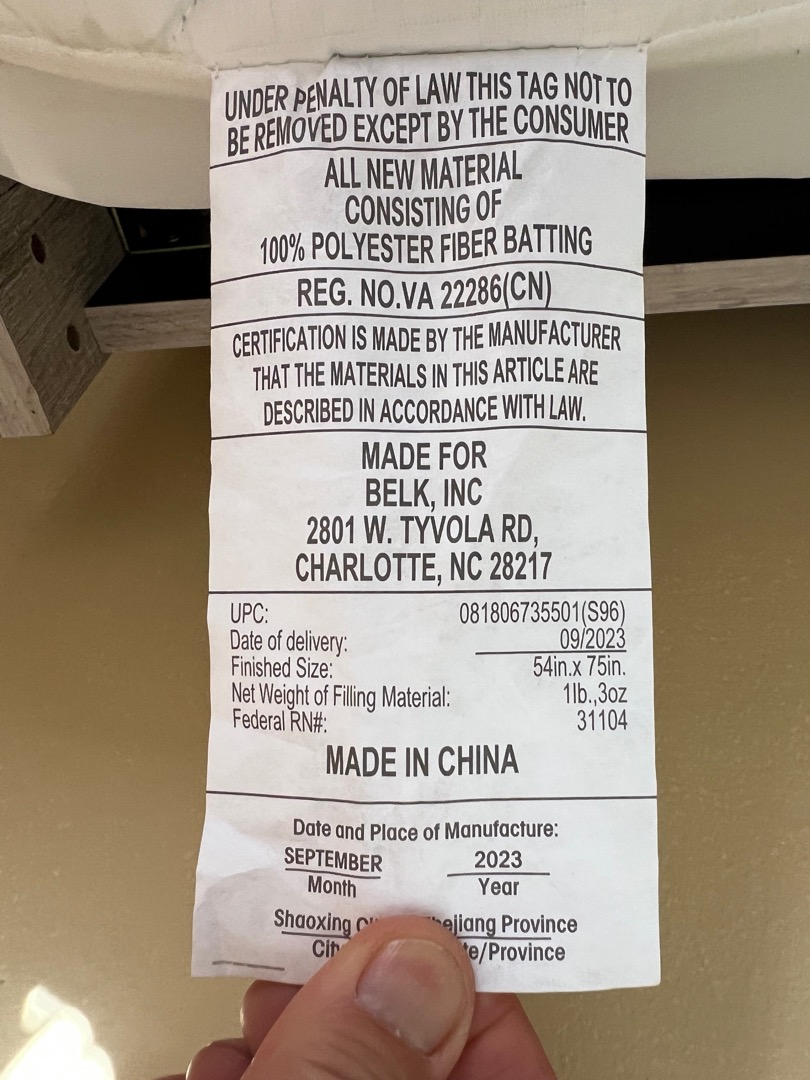 UNDER PENALTY OF LAW THIS TAG NOT TO
BE REMOVED EXCEPT BY THE CONSUMER
ALL NEW MATERIAL
CONSISTING OF
100% POLYESTER FIBER BATTING
REG. NO.VA 22286(CN)
CERTIFICATION IS MADE BY THE MANUFACTURER
THAT THE MATERIALS IN THIS ARTICLE ARE
DESCRIBED IN ACCORDANCE WITH LAW.
MADE FOR
BELK, INC
2801 W. TYVOLA RD,
CHARLOTTE, NC 28217
UPC: 081806735501(S96)
Date of delivery: 09/2023
Finished Size: 54in.x 75in.
Net Weight of Filling Material: 1lb.,3oz
Federal RN#: 31104
MADE IN CHINA
Date and Place of Manufacture:
SEPTEMBER 2023
Month Year
Shaoxing Province
/Province